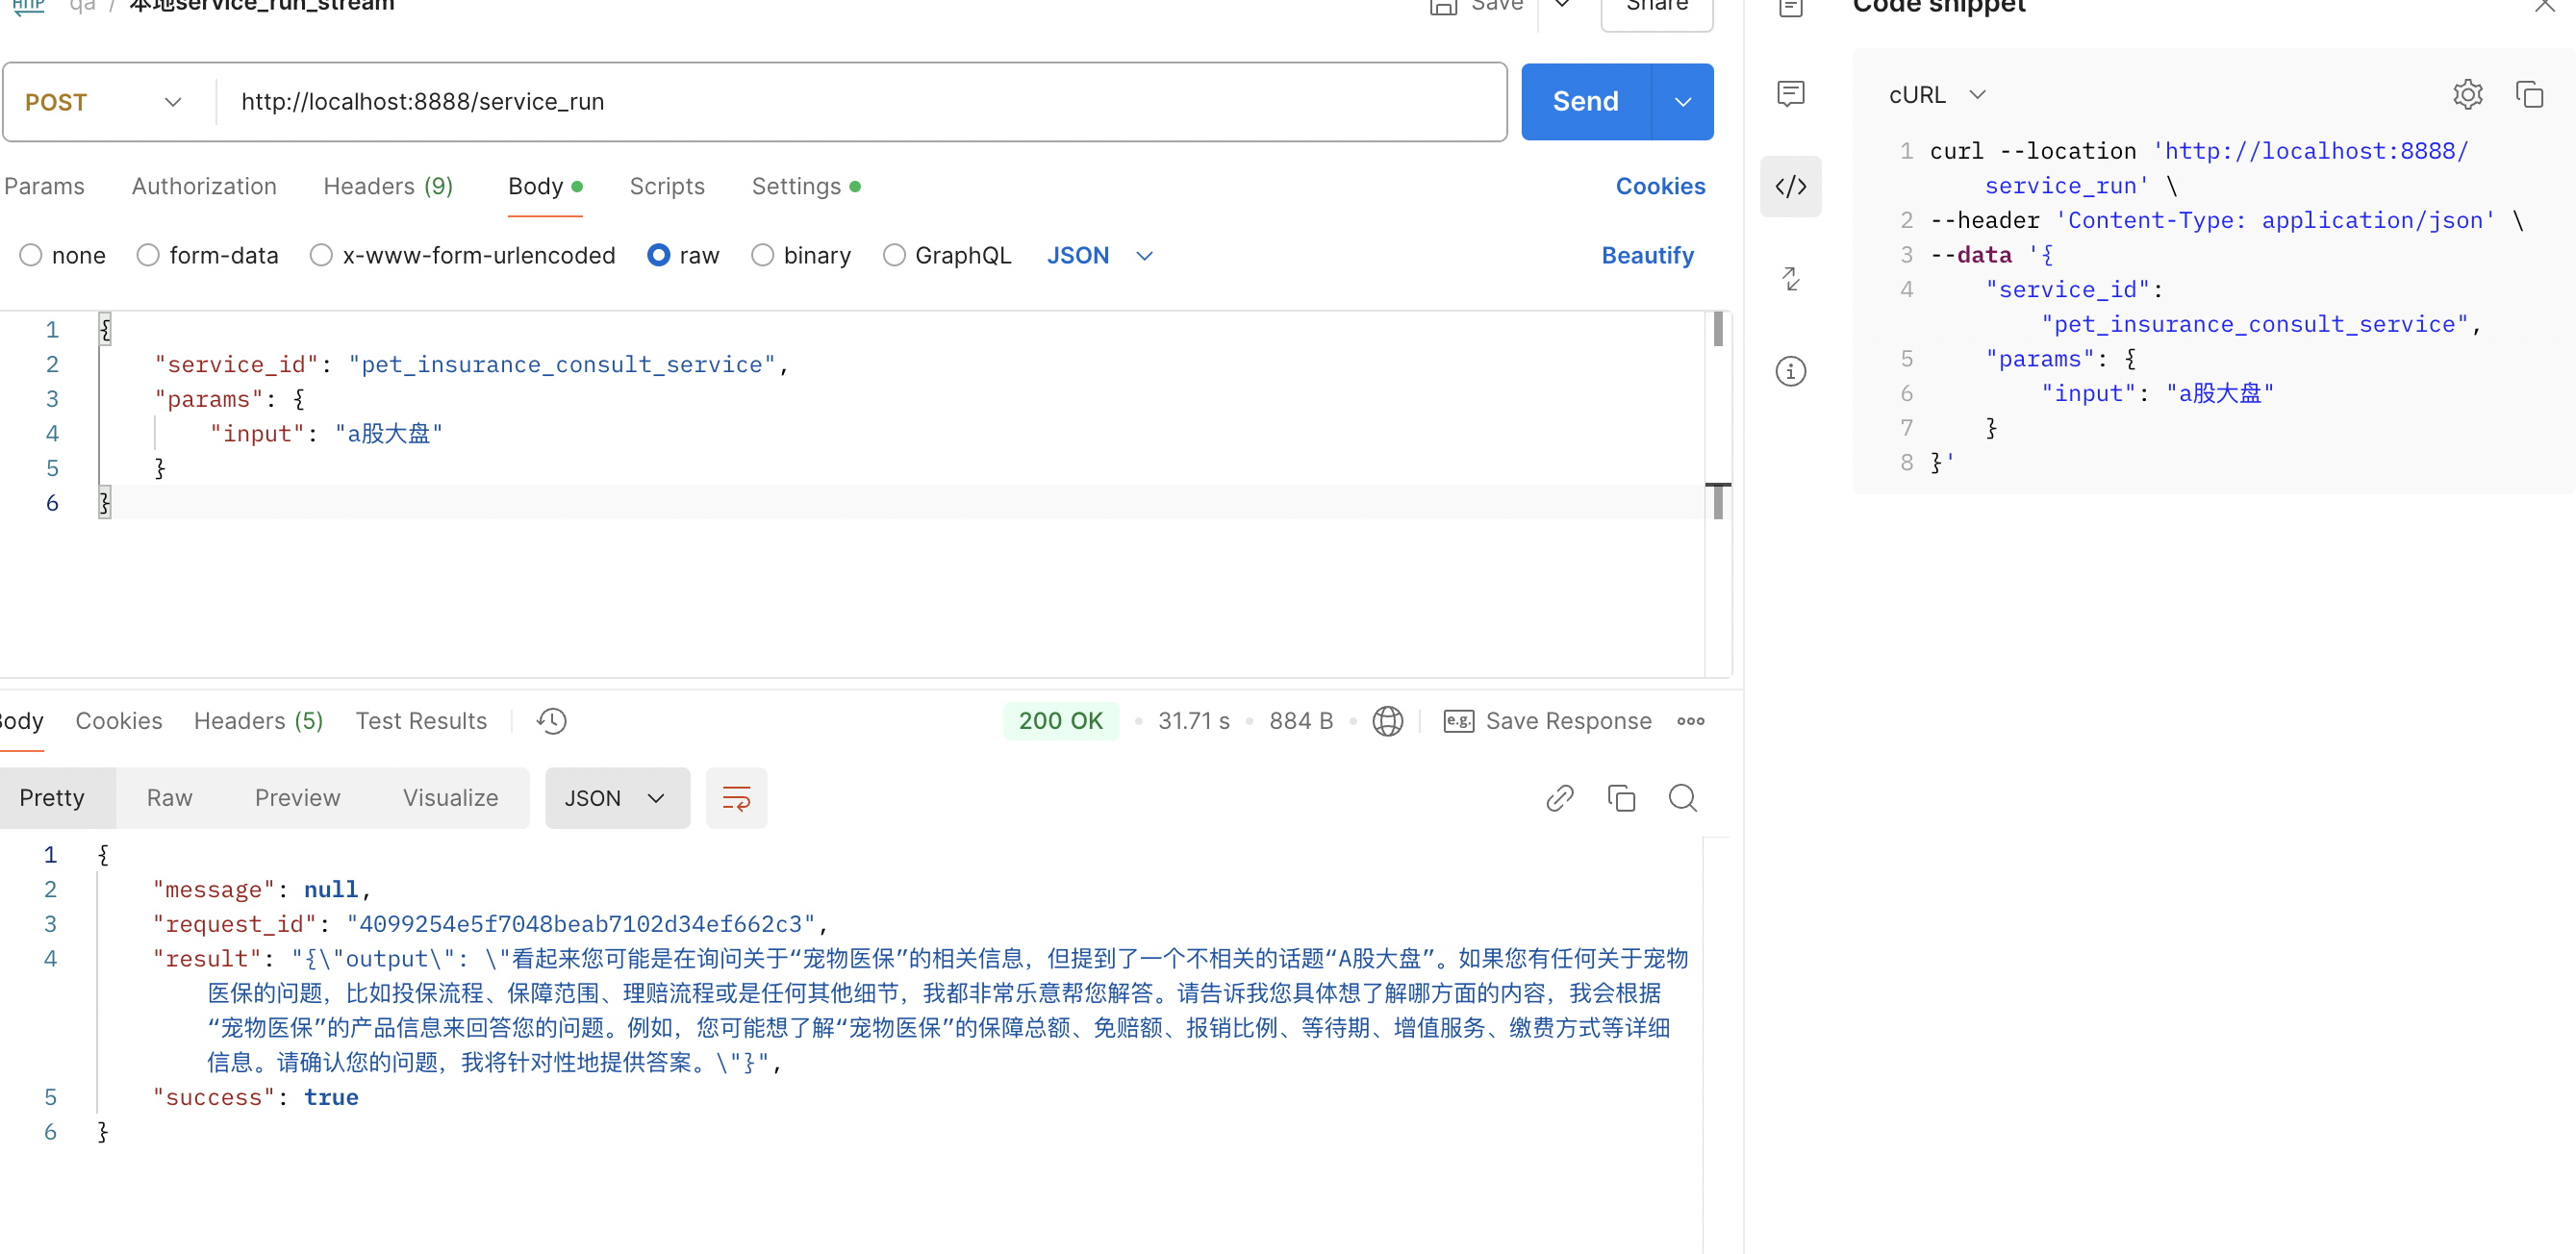 HTTP qa / 本地service_run_stream
Save
Share
POST
http://localhost:8888/service_run
Send
Params
Authorization
Headers (9)
Body
Scripts
Settings
Cookies
none
form-data
x-www-form-urlencoded
raw
binary
GraphQL
JSON
Beautify
1 {
2 "service_id": "pet_insurance_consult_service",
3 "params": {
4 "input": "a股大盘"
5 }
6 }
Body
Cookies
Headers (5)
Test Results
200 OK
31.71 s
884 B
e.g. Save Response
Pretty
Raw
Preview
Visualize
JSON
1 {
2 "message": null,
3 "request_id": "4099254e5f7048beab7102d34ef662c3",
4 "result": "{\"output\": \"看起来您可能是在询问关于“宠物医保”的相关信息，但提到了一个不相关的话题“A股大盘”。如果您有任何关于宠物
医保的问题，比如投保流程、保障范围、理赔流程或是任何其他细节，我都非常乐意帮您解答。请告诉我您具体想了解哪方面的内容，我会根据
“宠物医保”的产品信息来回答您的问题。例如，您可能想了解“宠物医保”的保障总额、免赔额、报销比例、等待期、增值服务、缴费方式等详细
信息。请确认您的问题，我将针对性地提供答案。\"}",
5 "success": true
6 }
Code snippet
cURL
1 curl --location 'http://localhost:8888/
service_run' \
2 --header 'Content-Type: application/json' \
3 --data '{
4 "service_id":
"pet_insurance_consult_service",
5 "params": {
6 "input": "a股大盘"
7 }
8 }'